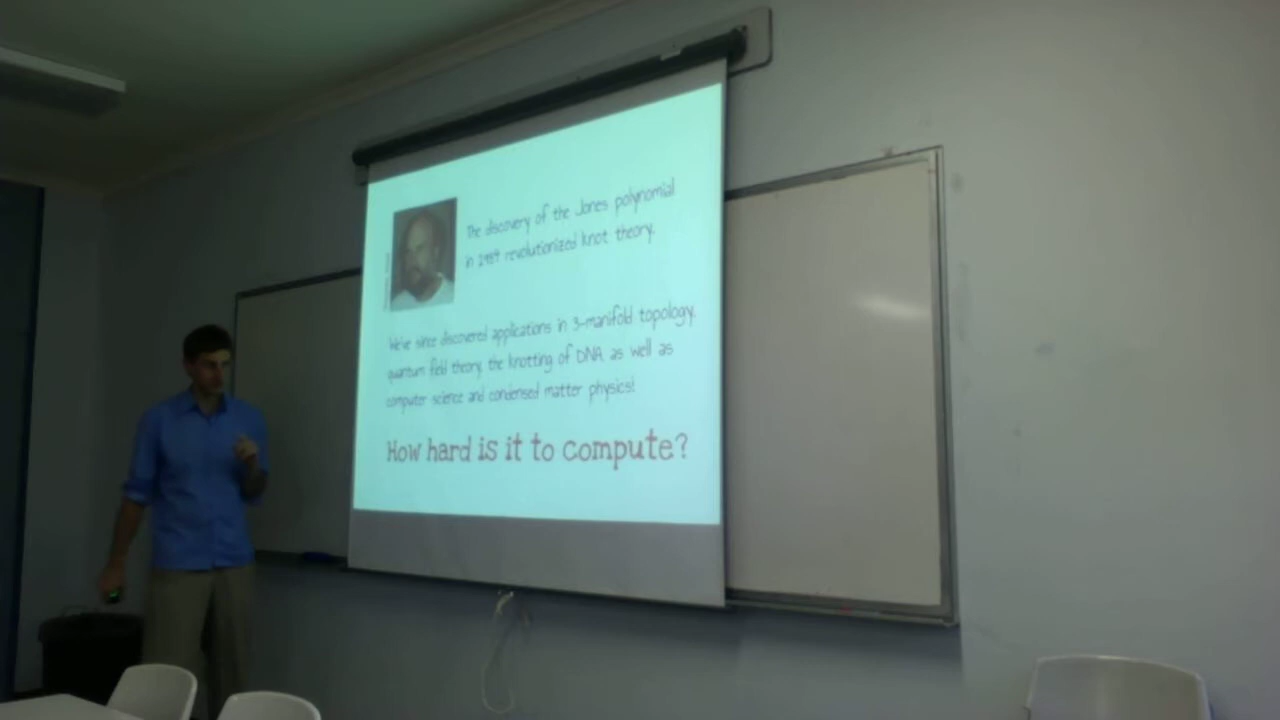 The discovery of the Jones polynomial
in 1984 revolutionized knot theory.
We've since discovered applications in 3-manifold topology,
quantum field theory, the knotting of DNA as well as
computer science and condensed matter physics!
How hard is it to compute?